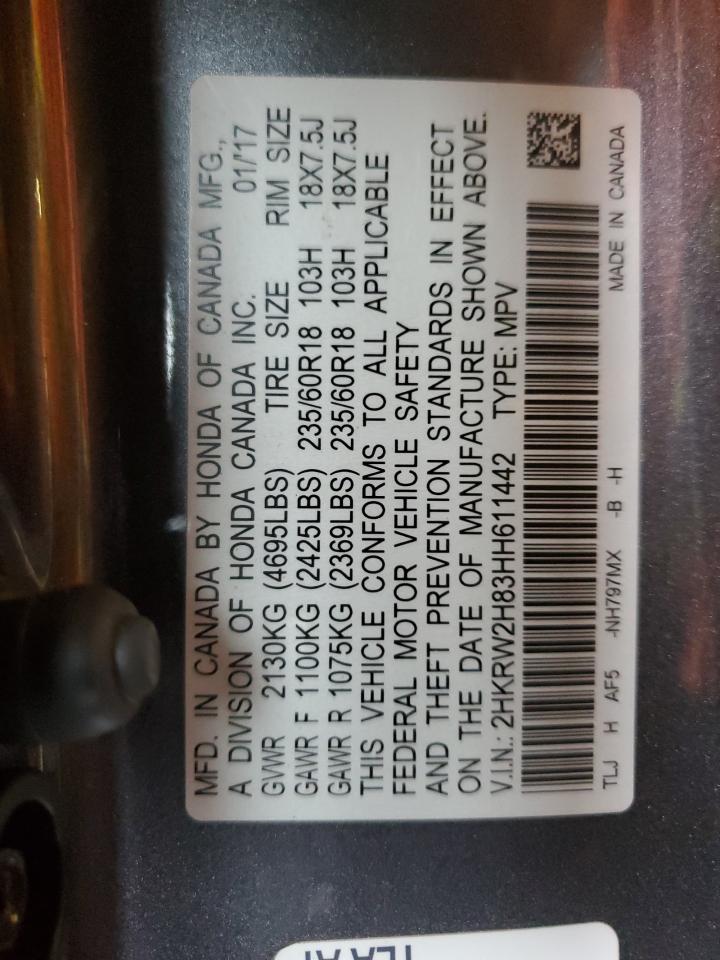 MFD. IN CANADA BY HONDA OF CANADA MFG.,
A DIVISION OF HONDA CANADA INC. 01/'17
GVWR 2130KG (4695LBS) TIRE SIZE RIM SIZE
GAWR F 1100KG (2425LBS) 235/60R18 103H 18X7.5J
GAWR R 1075KG (2369LBS) 235/60R18 103H 18X7.5J
THIS VEHICLE CONFORMS TO ALL APPLICABLE
FEDERAL MOTOR VEHICLE SAFETY
AND THEFT PREVENTION STANDARDS IN EFFECT
ON THE DATE OF MANUFACTURE SHOWN ABOVE.
V.I.N.: 2HKRW2H83HH611442 TYPE: MPV
TLJ H AF5 -NH797MX -B -H MADE IN CANADA